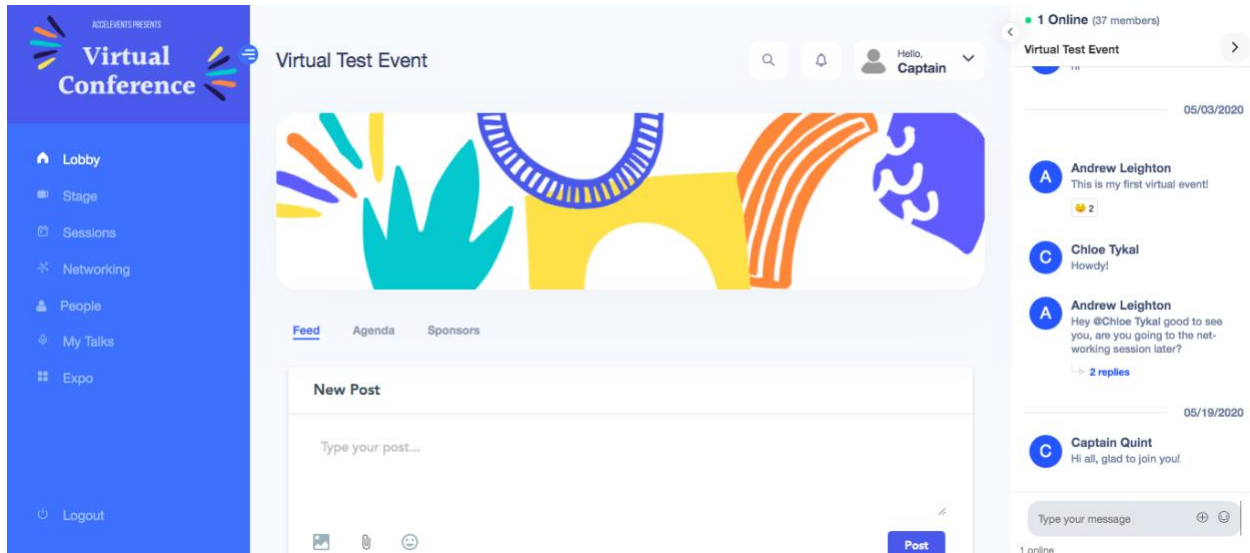 ACCELEVENTS PRESENTS
Virtual
Conference
Lobby
Stage
Sessions
Networking
People
My Talks
Expo
Logout
Virtual Test Event
Hello,
Captain
Feed
Agenda
Sponsors
New Post
Type your post...
Post
1 Online (37 members)
Virtual Test Event
05/03/2020
A
Andrew Leighton
This is my first virtual event!
2
C
Chloe Tykal
Howdy!
A
Andrew Leighton
Hey @Chloe Tykal good to see
you, are you going to the net-
working session later?
2 replies
05/19/2020
C
Captain Quint
Hi all, glad to join you!
Type your message
1 online